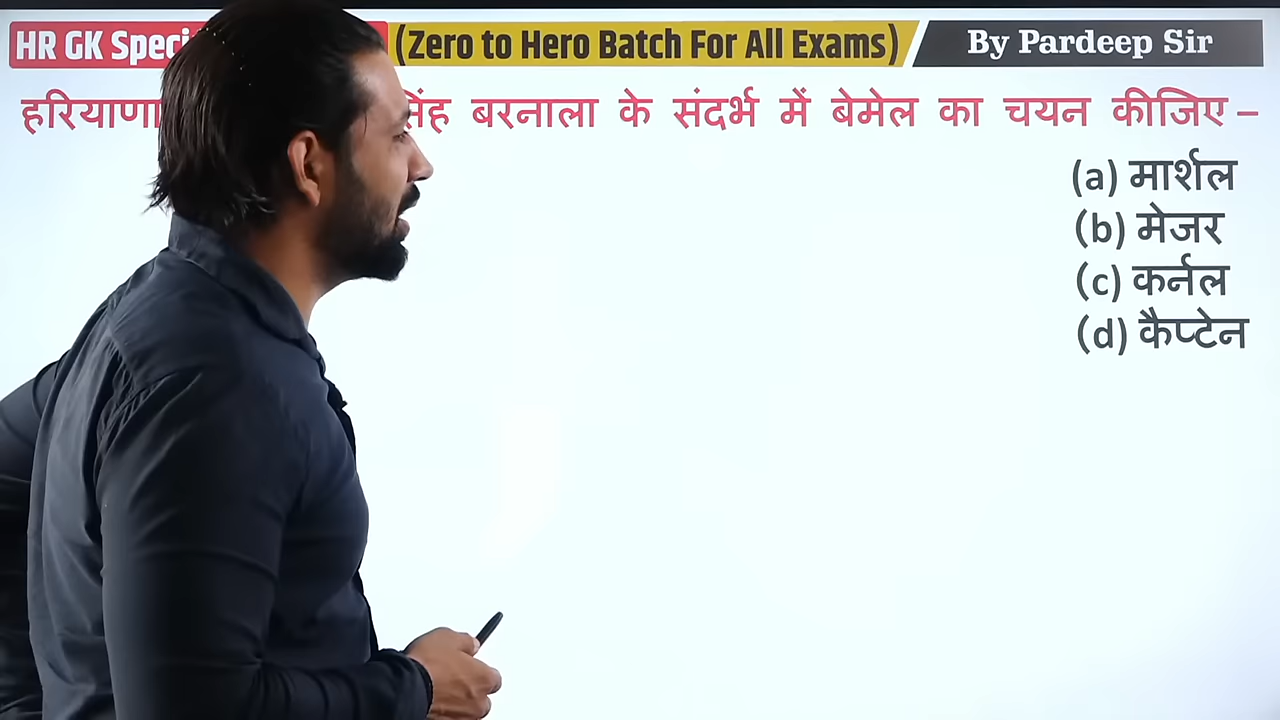 HR GK (Zero to Hero Batch For All Exams) By Pardeep Sir
हरियाणा बरनाला के संदर्भ में बेमेल का चयन कीजिए –
(a) मार्शल
(b) मेजर
(c) कर्नल
(d) कैप्टेन